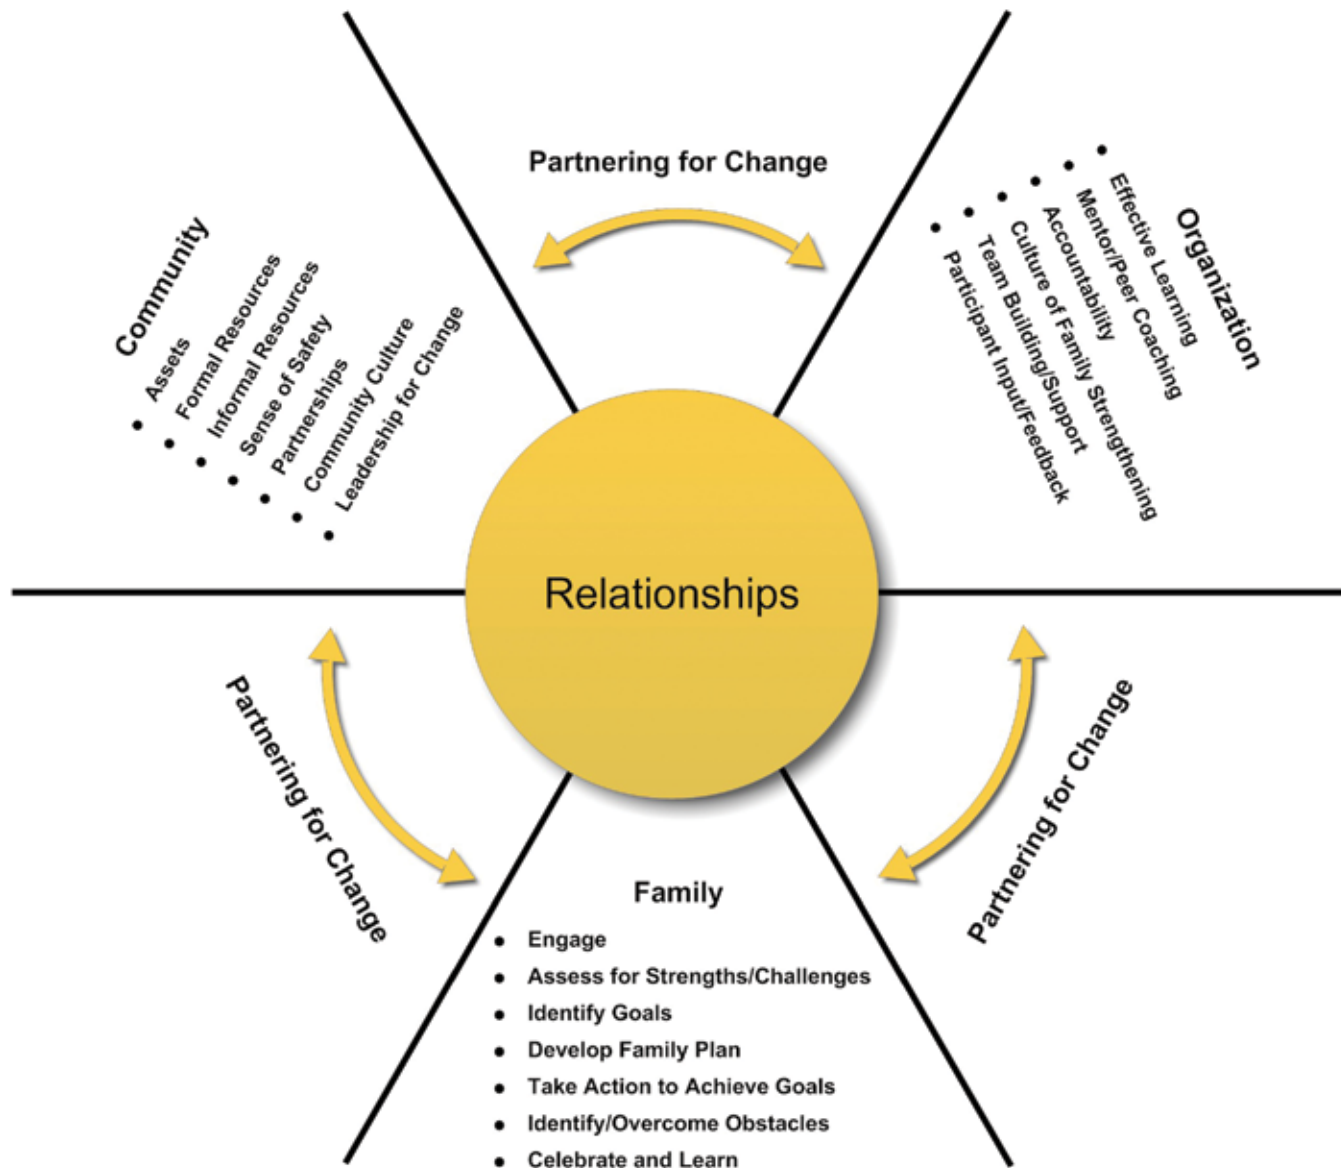 Partnering for Change
Community
Assets
Formal Resources
Informal Resources
Sense of Safety
Partnerships
Community Culture
Leadership for Change
Organization
Effective Learning
Mentor/Peer Coaching
Accountability
Culture of Family Strengthening
Team Building/Support
Participant Input/Feedback
Relationships
Partnering for Change
Partnering for Change
Family
Engage
Assess for Strengths/Challenges
Identify Goals
Develop Family Plan
Take Action to Achieve Goals
Identify/Overcome Obstacles
Celebrate and Learn